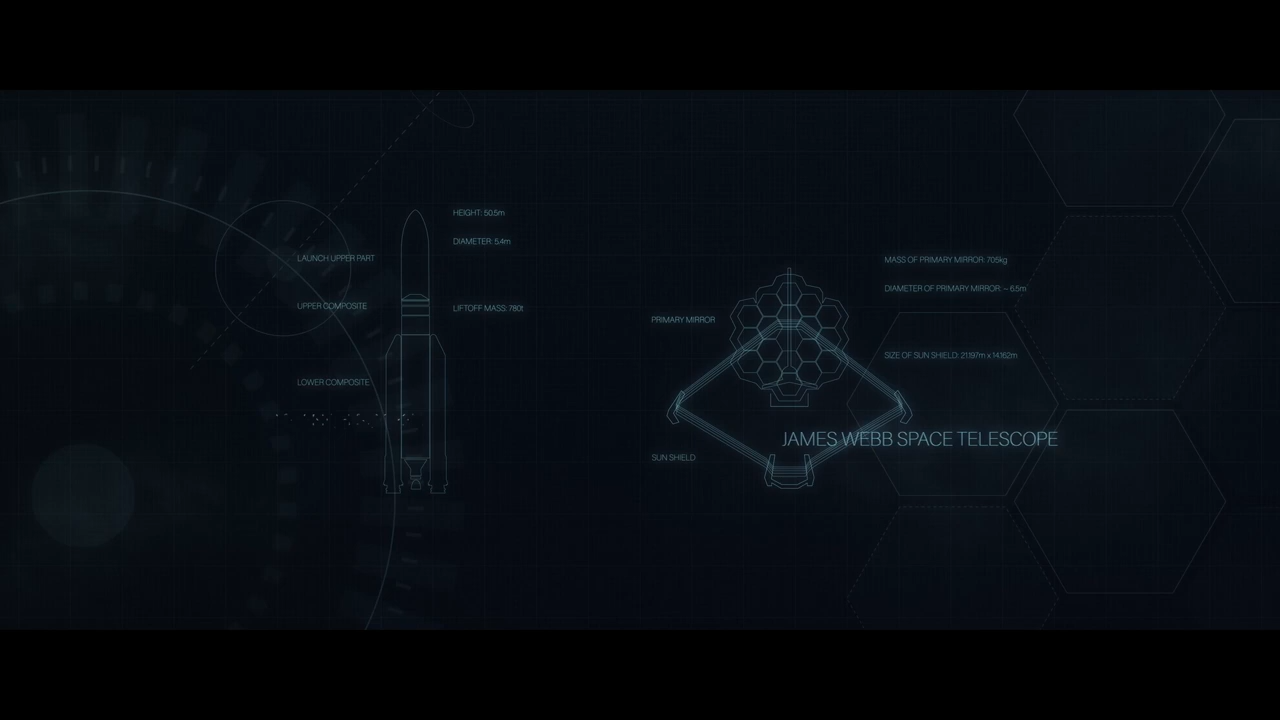 HEIGHT: 50.5m
DIAMETER: 5.4m
LAUNCH UPPER PART
UPPER COMPOSITE
LIFTOFF MASS: 780t
LOWER COMPOSITE
MASS OF PRIMARY MIRROR: 705kg
DIAMETER OF PRIMARY MIRROR: ~ 6.5m
PRIMARY MIRROR
SIZE OF SUN SHIELD: 21.197m x 14.162m
JAMES WEBB SPACE TELESCOPE
SUN SHIELD